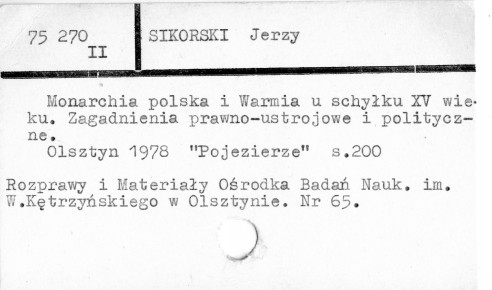 75 270
II
SIKORSKI Jerzy
Monarchia polska i Warmia u schyłku XV wie-
ku. Zagadnienia prawno-ustrojowe i politycz-
ne.
Olsztyn 1978 "Pojezierze" s.200
Rozprawy i Materiały Ośrodka Badań Nauk. im.
W.Kętrzyńskiego w Olsztynie. Nr 65.